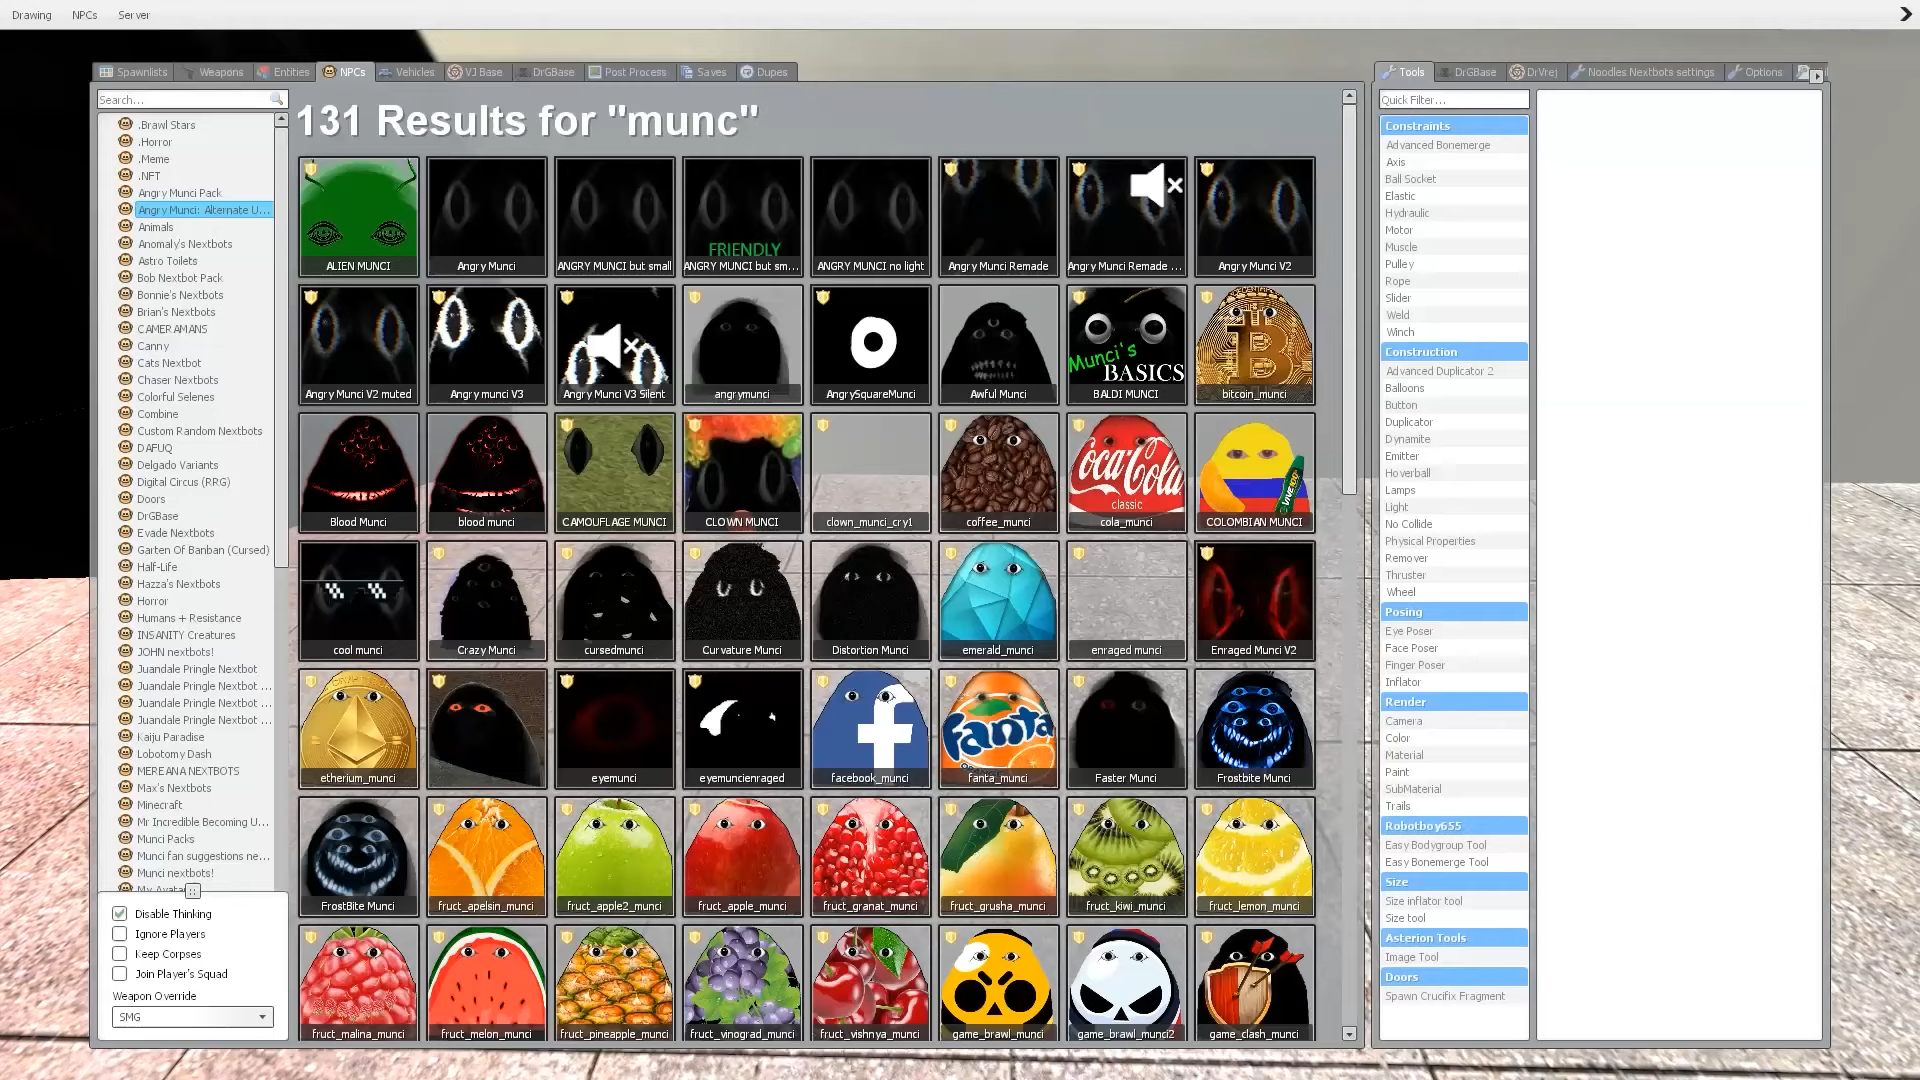 Drawing NPCs Server
Spawnlists Weapons Entities NPCs Vehicles VJ Base DrGBase Post Process Saves Dupes
Tools DrGBase DrVrej Noodles Nextbots settings Options
Search...
.Brawl Stars
.Horror
.Meme
.NFT
Angry Munci Pack
Angry Munci: Alternate U...
Animals
Anomaly's Nextbots
Astro Toilets
Bob Nextbot Pack
Bonnie's Nextbots
Brian's Nextbots
CAMERAMANS
Canny
Cats Nextbot
Chaser Nextbots
Colorful Selenes
Combine
Custom Random Nextbots
DAFUQ
Delgado Variants
Digital Circus (RRG)
Doors
DrGBase
Evade Nextbots
Garten Of Banban (Cursed)
Half-Life
Hazza's Nextbots
Horror
Humans + Resistance
INSANITY Creatures
JOHN nextbots!
Juandale Pringle Nextbot
Juandale Pringle Nextbot ...
Juandale Pringle Nextbot ...
Juandale Pringle Nextbot ...
Kaiju Paradise
Lobotomy Dash
MEREANA NEXTBOTS
Max's Nextbots
Minecraft
Mr Incredible Becoming U...
Munci Packs
Munci fan suggestions ne...
Munci nextbots!
Disable Thinking
Ignore Players
Keep Corpses
Join Player's Squad
Weapon Override
SMG
131 Results for "munc"
FRIENDLY
ALIEN MUNCI Angry Munci ANGRY MUNCI but small ANGRY MUNCI but sm... ANGRY MUNCI no light Angry Munci Remade Angry Munci Remade ... Angry Munci V2
Munci's
BASICS
Angry Munci V2 muted Angry munci V3 Angry Munci V3 Silent angrymunci AngrySquareMunci Awful Munci BALDI MUNCI bitcoin_munci
Coca-Cola
classic
VIVE100
Blood Munci blood munci CAMOUFLAGE MUNCI CLOWN MUNCI clown_munci_cry1 coffee_munci cola_munci COLOMBIAN MUNCI
cool munci Crazy Munci cursedmunci Curvature Munci Distortion Munci emerald_munci enraged munci Enraged Munci V2
fanta
etherium_munci eyemunci eyemuncienraged facebook_munci fanta_munci Faster Munci Frostbite Munci
FrostBite Munci fruct_apelsin_munci fruct_apple2_munci fruct_apple_munci fruct_granat_munci fruct_grusha_munci fruct_kiwi_munci fruct_lemon_munci
fruct_malina_munci fruct_melon_munci fruct_pineapple_munci fruct_vinograd_munci fruct_vishnya_munci game_brawl_munci game_brawl_munci2 game_clash_munci
Quick Filter...
Constraints
Advanced Bonemerge
Axis
Ball Socket
Elastic
Hydraulic
Motor
Muscle
Pulley
Rope
Slider
Weld
Winch
Construction
Advanced Duplicator 2
Balloons
Button
Duplicator
Dynamite
Emitter
Hoverball
Lamps
Light
No Collide
Physical Properties
Remover
Thruster
Wheel
Posing
Eye Poser
Face Poser
Finger Poser
Inflator
Render
Camera
Color
Material
Paint
SubMaterial
Trails
Robotboy655
Easy Bodygroup Tool
Easy Bonemerge Tool
Size
Size inflator tool
Size tool
Asterion Tools
Image Tool
Doors
Spawn Crucifix Fragment